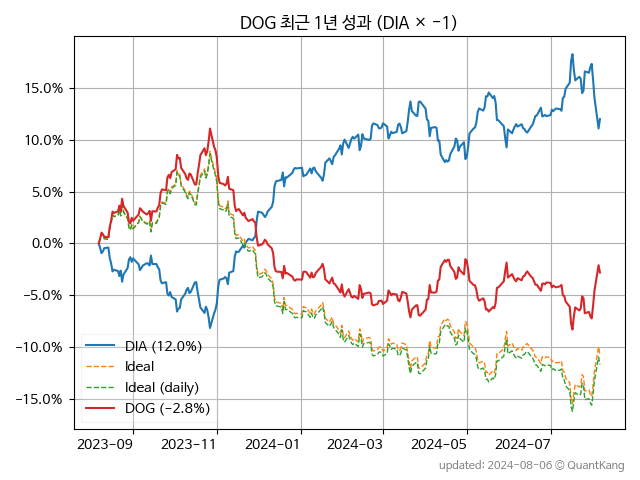 DOG 최근 1년 성과 (DIA × −1)
15.0%
10.0%
5.0%
0.0%
−5.0%
−10.0%
−15.0%
DIA (12.0%)
Ideal
Ideal (daily)
DOG (−2.8%)
2023-09
2023-11
2024-01
2024-03
2024-05
2024-07
updated: 2024-08-06 © QuantKang